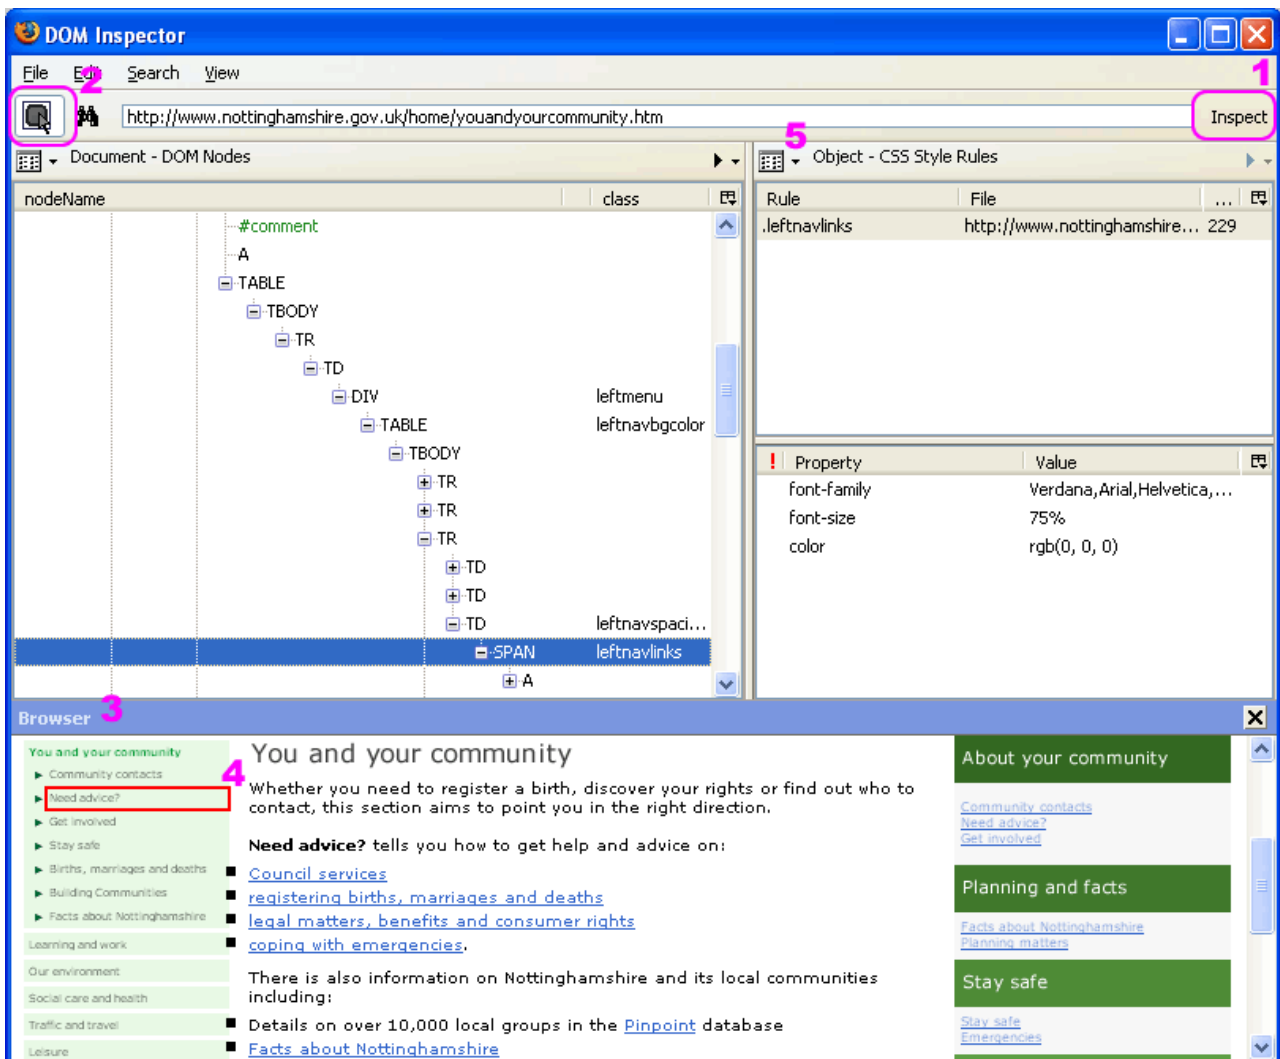 DOM Inspector
File Edit Search View
1
2
http://www.nottinghamshire.gov.uk/home/youandyourcommunity.htm
Inspect
5
Document - DOM Nodes
Object - CSS Style Rules
nodeName class
Rule File ...
#comment
.leftnavlinks http://www.nottinghamshire... 229
A
TABLE
TBODY
TR
TD
DIV leftmenu
TABLE leftnavbgcolor
TBODY
! Property Value
TR
font-family Verdana,Arial,Helvetica,...
TR
font-size 75%
TR
color rgb(0, 0, 0)
TD
TD
TD leftnavspaci...
SPAN leftnavlinks
A
Browser 3
You and your community
Community contacts
Need advice?
Get involved
Stay safe
Births, marriages and deaths
Building Communities
Facts about Nottinghamshire
Learning and work
Our environment
Social care and health
Traffic and travel
Leisure
4
You and your community
Whether you need to register a birth, discover your rights or find out who to
contact, this section aims to point you in the right direction.
Need advice? tells you how to get help and advice on:
Council services
registering births, marriages and deaths
legal matters, benefits and consumer rights
coping with emergencies.
There is also information on Nottinghamshire and its local communities
including:
Details on over 10,000 local groups in the Pinpoint database
Facts about Nottinghamshire
About your community
Community contacts
Need advice?
Get involved
Planning and facts
Facts about Nottinghamshire
Planning matters
Stay safe
Stay safe
Emergencies